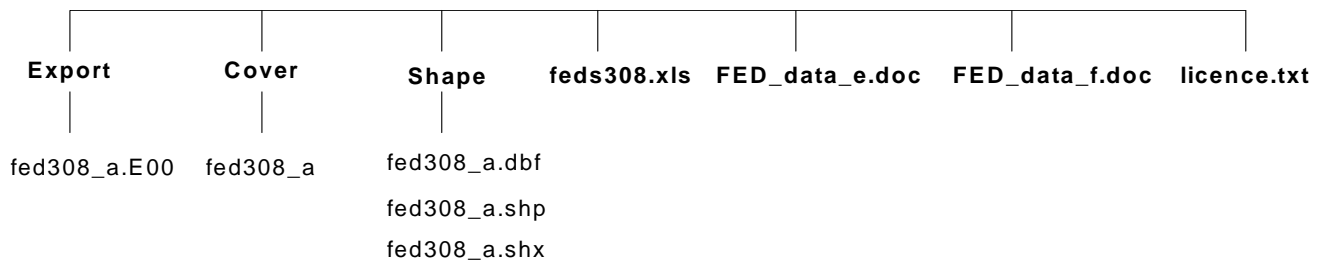 Export Cover Shape feds308.xls FED_data_e.doc FED_data_f.doc licence.txt
fed308_a.E00 fed308_a fed308_a.dbf
fed308_a.shp
fed308_a.shx